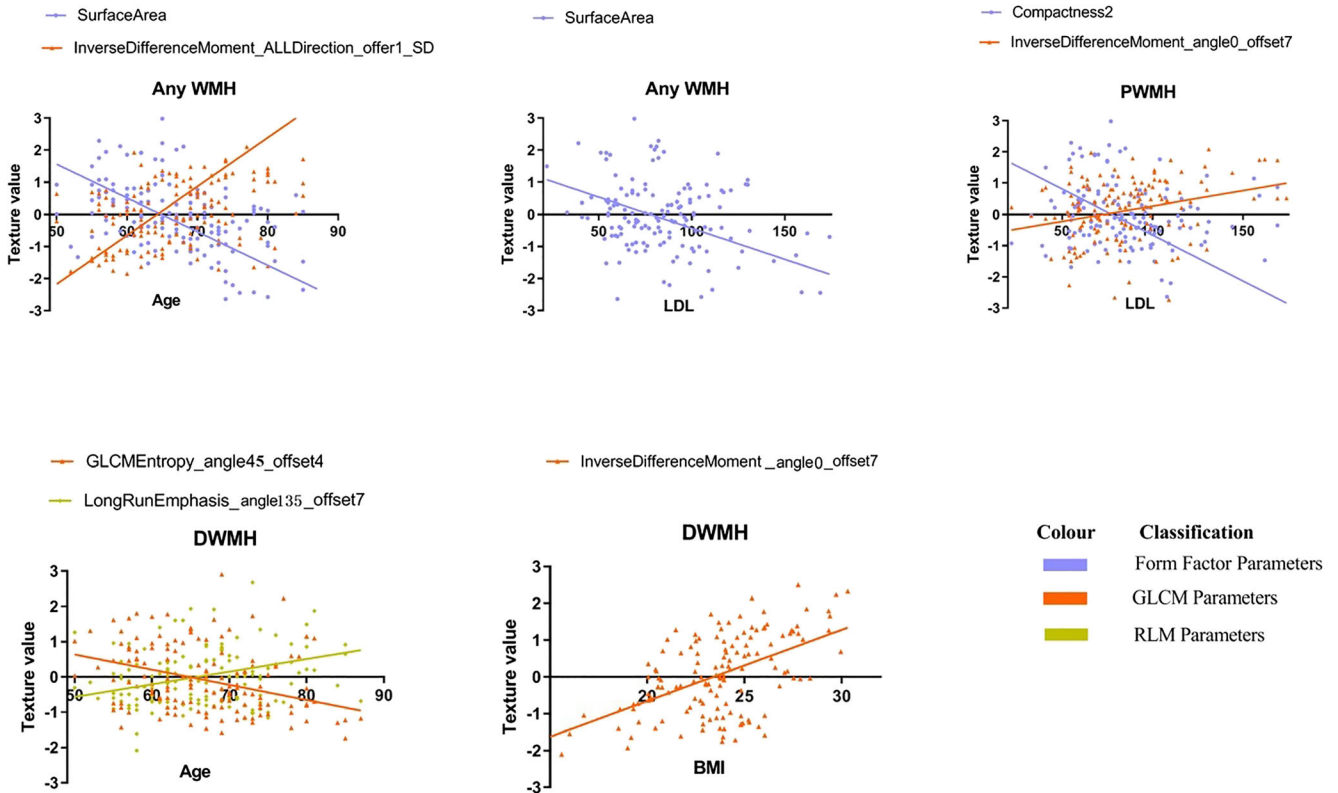 SurfaceArea
InverseDifferenceMoment_ALLDirection_offer1_SD
Any WMH
3
2
1
0
-1
-2
-3
50 60 70 80 90
Texture value
Age
SurfaceArea
Any WMH
3
2
1
0
-1
-2
-3
50 100 150
Texture value
LDL
Compactness2
InverseDifferenceMoment_angle0_offset7
PWMH
3
2
1
0
-1
-2
-3
50 100 150
Texture value
LDL
GLCMEntropy_angle45_offset4
LongRunEmphasis_angle135_offset7
DWMH
3
2
1
0
-1
-2
-3
50 60 70 80 90
Texture value
Age
InverseDifferenceMoment_angle0_offset7
DWMH
3
2
1
0
-1
-2
-3
20 25 30
Texture value
BMI
Colour Classification
Form Factor Parameters
GLCM Parameters
RLM Parameters